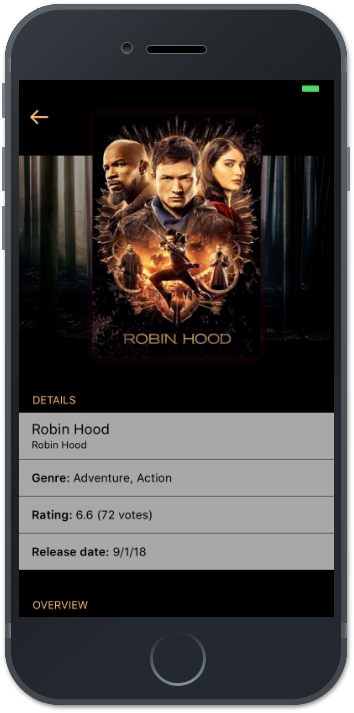 ROBIN HOOD
DETAILS
Robin Hood
Robin Hood
Genre: Adventure, Action
Rating: 6.6 (72 votes)
Release date: 9/1/18
OVERVIEW